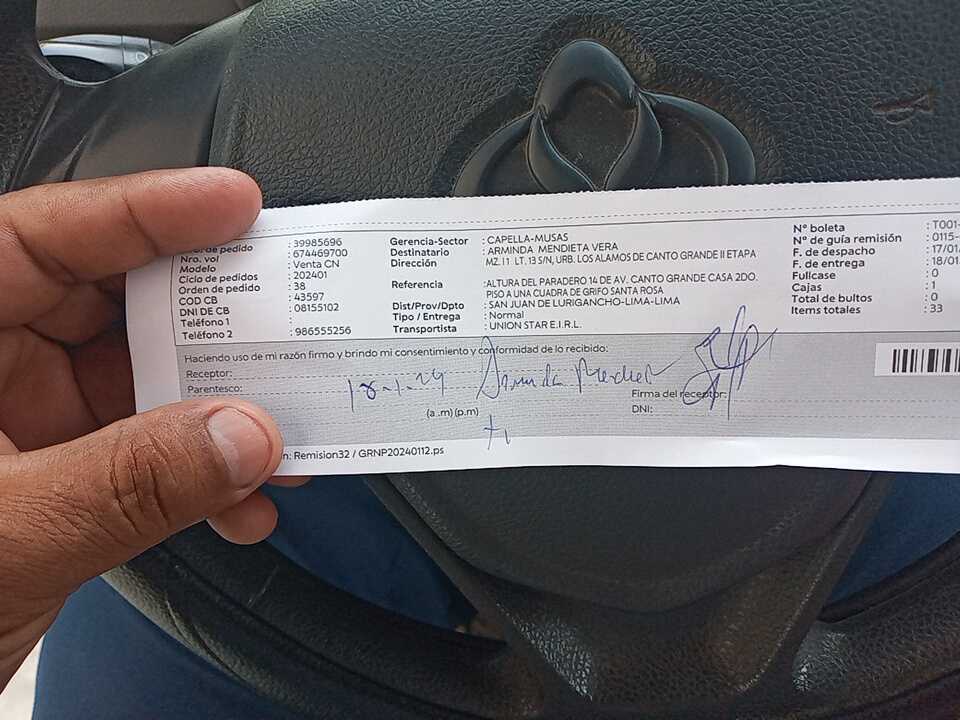 de pedido : 39985696
Nro. vol : 674469700
Modelo : Venta CN
Ciclo de pedidos : 202401
Orden de pedido : 38
COD CB : 43597
DNI DE CB : 08155102
Teléfono 1
Teléfono 2 : 986555256
Gerencia-Sector : CAPELLA-MUSAS
Destinatario : ARMINDA MENDIETA VERA
Dirección MZ. I1 LT. 13 S/N, URB. LOS ALAMOS DE CANTO GRANDE II ETAPA
Referencia :ALTURA DEL PARADERO 14 DE AV. CANTO GRANDE CASA 2DO.
PISO A UNA CUADRA DE GRIFO SANTA ROSA
Dist/Prov/Dpto : SAN JUAN DE LURIGANCHO-LIMA-LIMA
Tipo / Entrega : Normal
Transportista : UNION STAR E.I.R.L.
N° boleta : T001-
N° de guía remisión : 0115-
F. de despacho : 17/01/
F. de entrega : 18/01
Fullcase : 0
Cajas : 1
Total de bultos : 0
Items totales : 33
Haciendo uso de mi razón firmo y brindo mi consentimiento y conformidad de lo recibido:
Receptor:
Parentesco:
18-1-24 Arminda
(a .m) (p.m)
Firma del receptor:
DNI:
n: Remision32 / GRNP20240112.ps